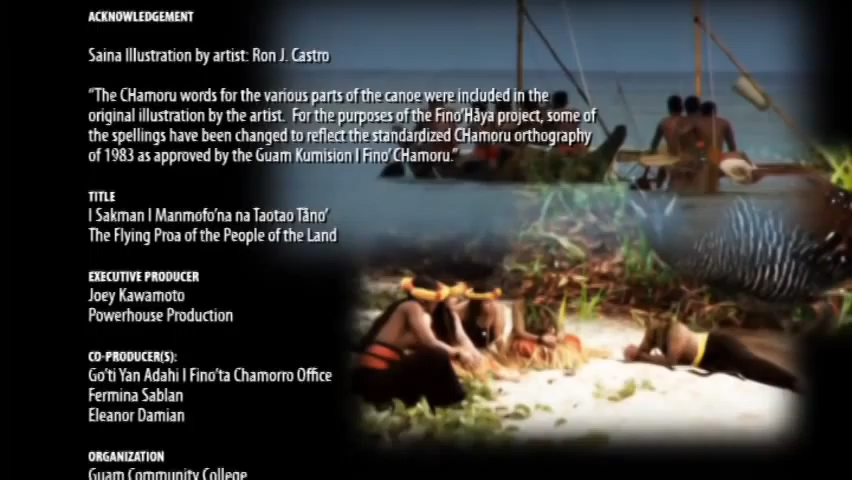 ACKNOWLEDGEMENT
Saina Illustration by artist: Ron J. Castro
“The CHamoru words for the various parts of the canoe were included in the
original illustration by the artist. For the purposes of the Fino’Håya project, some of
the spellings have been changed to reflect the standardized CHamoru orthography
of 1983 as approved by the Guam Kumision I Fino’ CHamoru.”
TITLE
I Sakman I Manmofo’na na Taotao Tåno’
The Flying Proa of the People of the Land
EXECUTIVE PRODUCER
Joey Kawamoto
Powerhouse Production
CO-PRODUCER(S):
Go’ti Yan Adahi I Fino’ta Chamorro Office
Fermina Sablan
Eleanor Damian
ORGANIZATION
Guam Community College